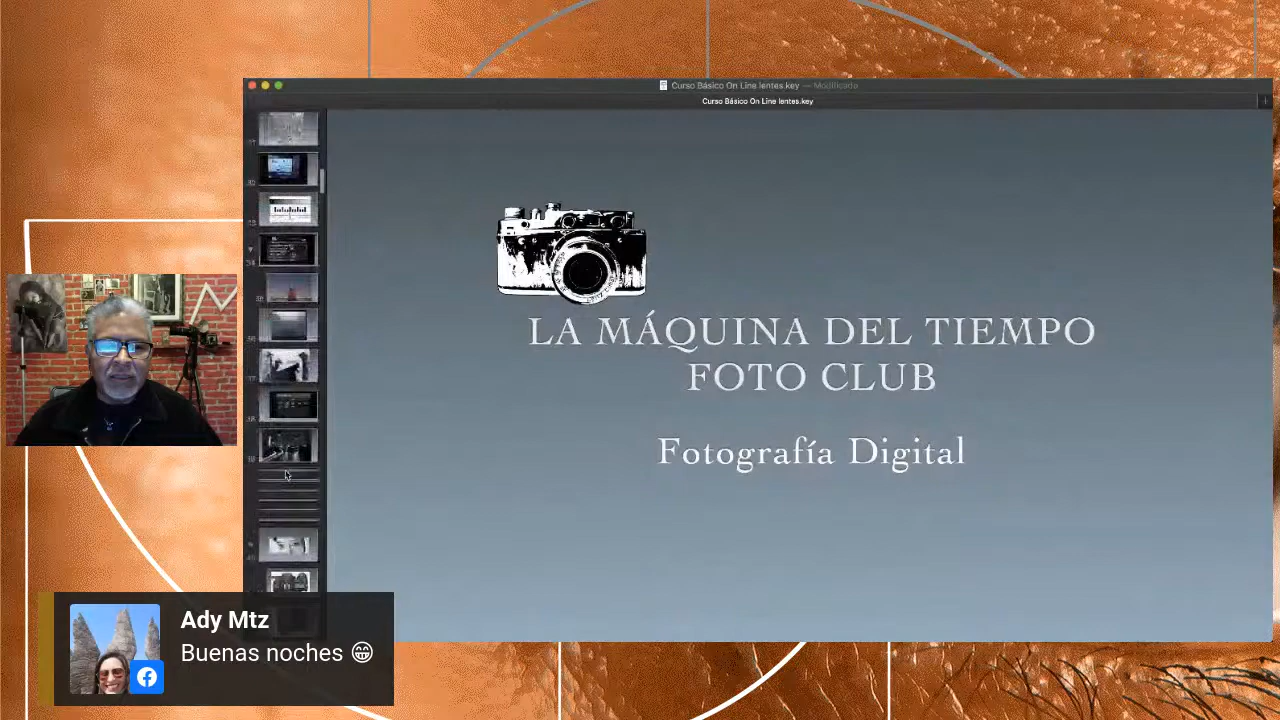 Curso Básico On Line lentes.key — Modificado
Curso Básico On Line lentes.key
LA MÁQUINA DEL TIEMPO
FOTO CLUB
Fotografía Digital
Ady Mtz
Buenas noches 😁